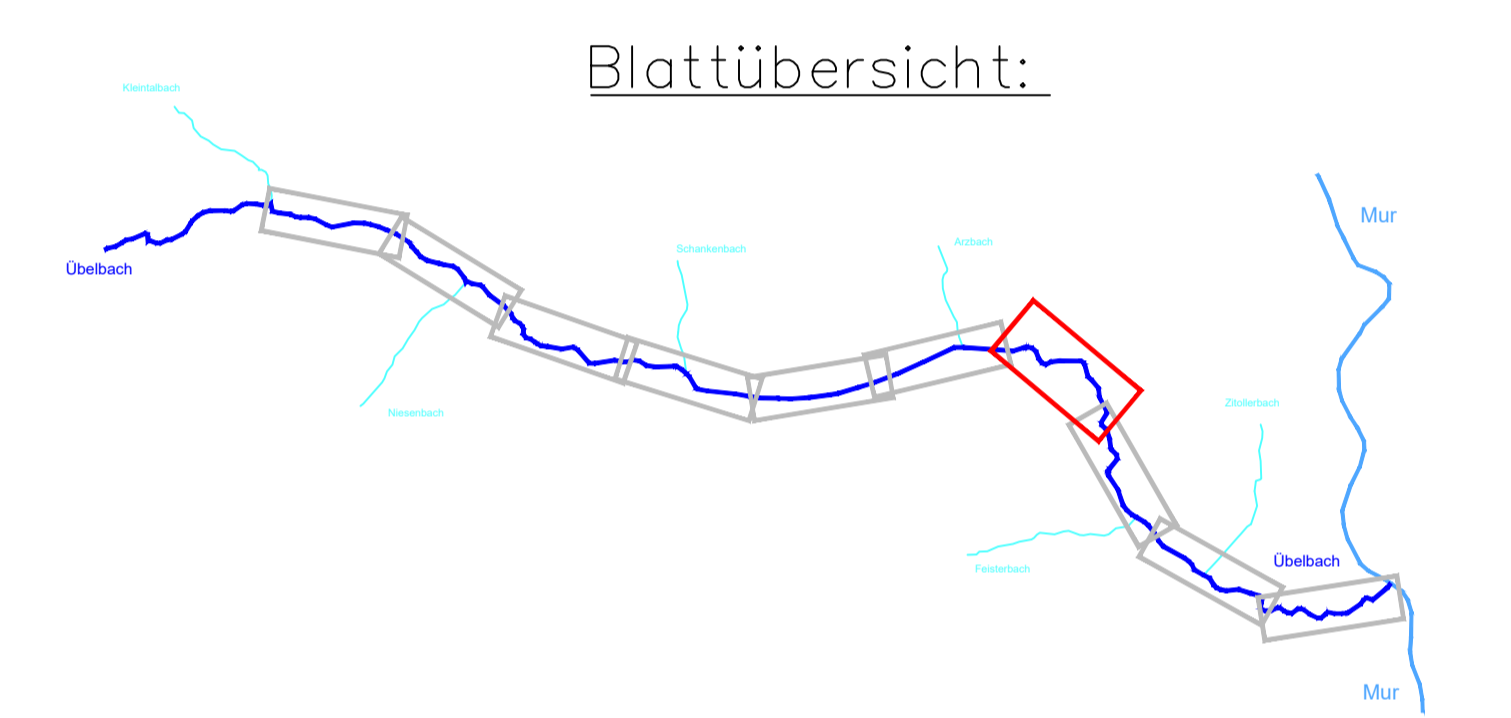 Blattübersicht:
Kleintalbach
Mur
Schankenbach
Arzbach
Übelbach
Zitollerbach
Niesenbach
Übelbach
Feisterbach
Mur